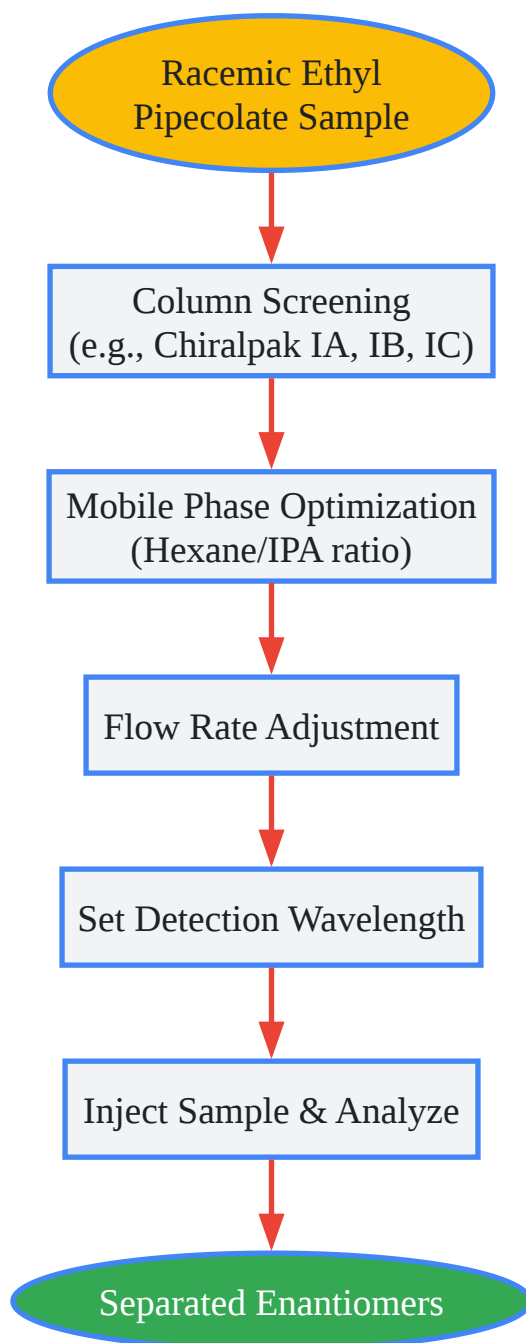 Racemic Ethyl
Pipecolate Sample
Column Screening
(e.g., Chiralpak IA, IB, IC)
Mobile Phase Optimization
(Hexane/IPA ratio)
Flow Rate Adjustment
Set Detection Wavelength
Inject Sample & Analyze
Separated Enantiomers